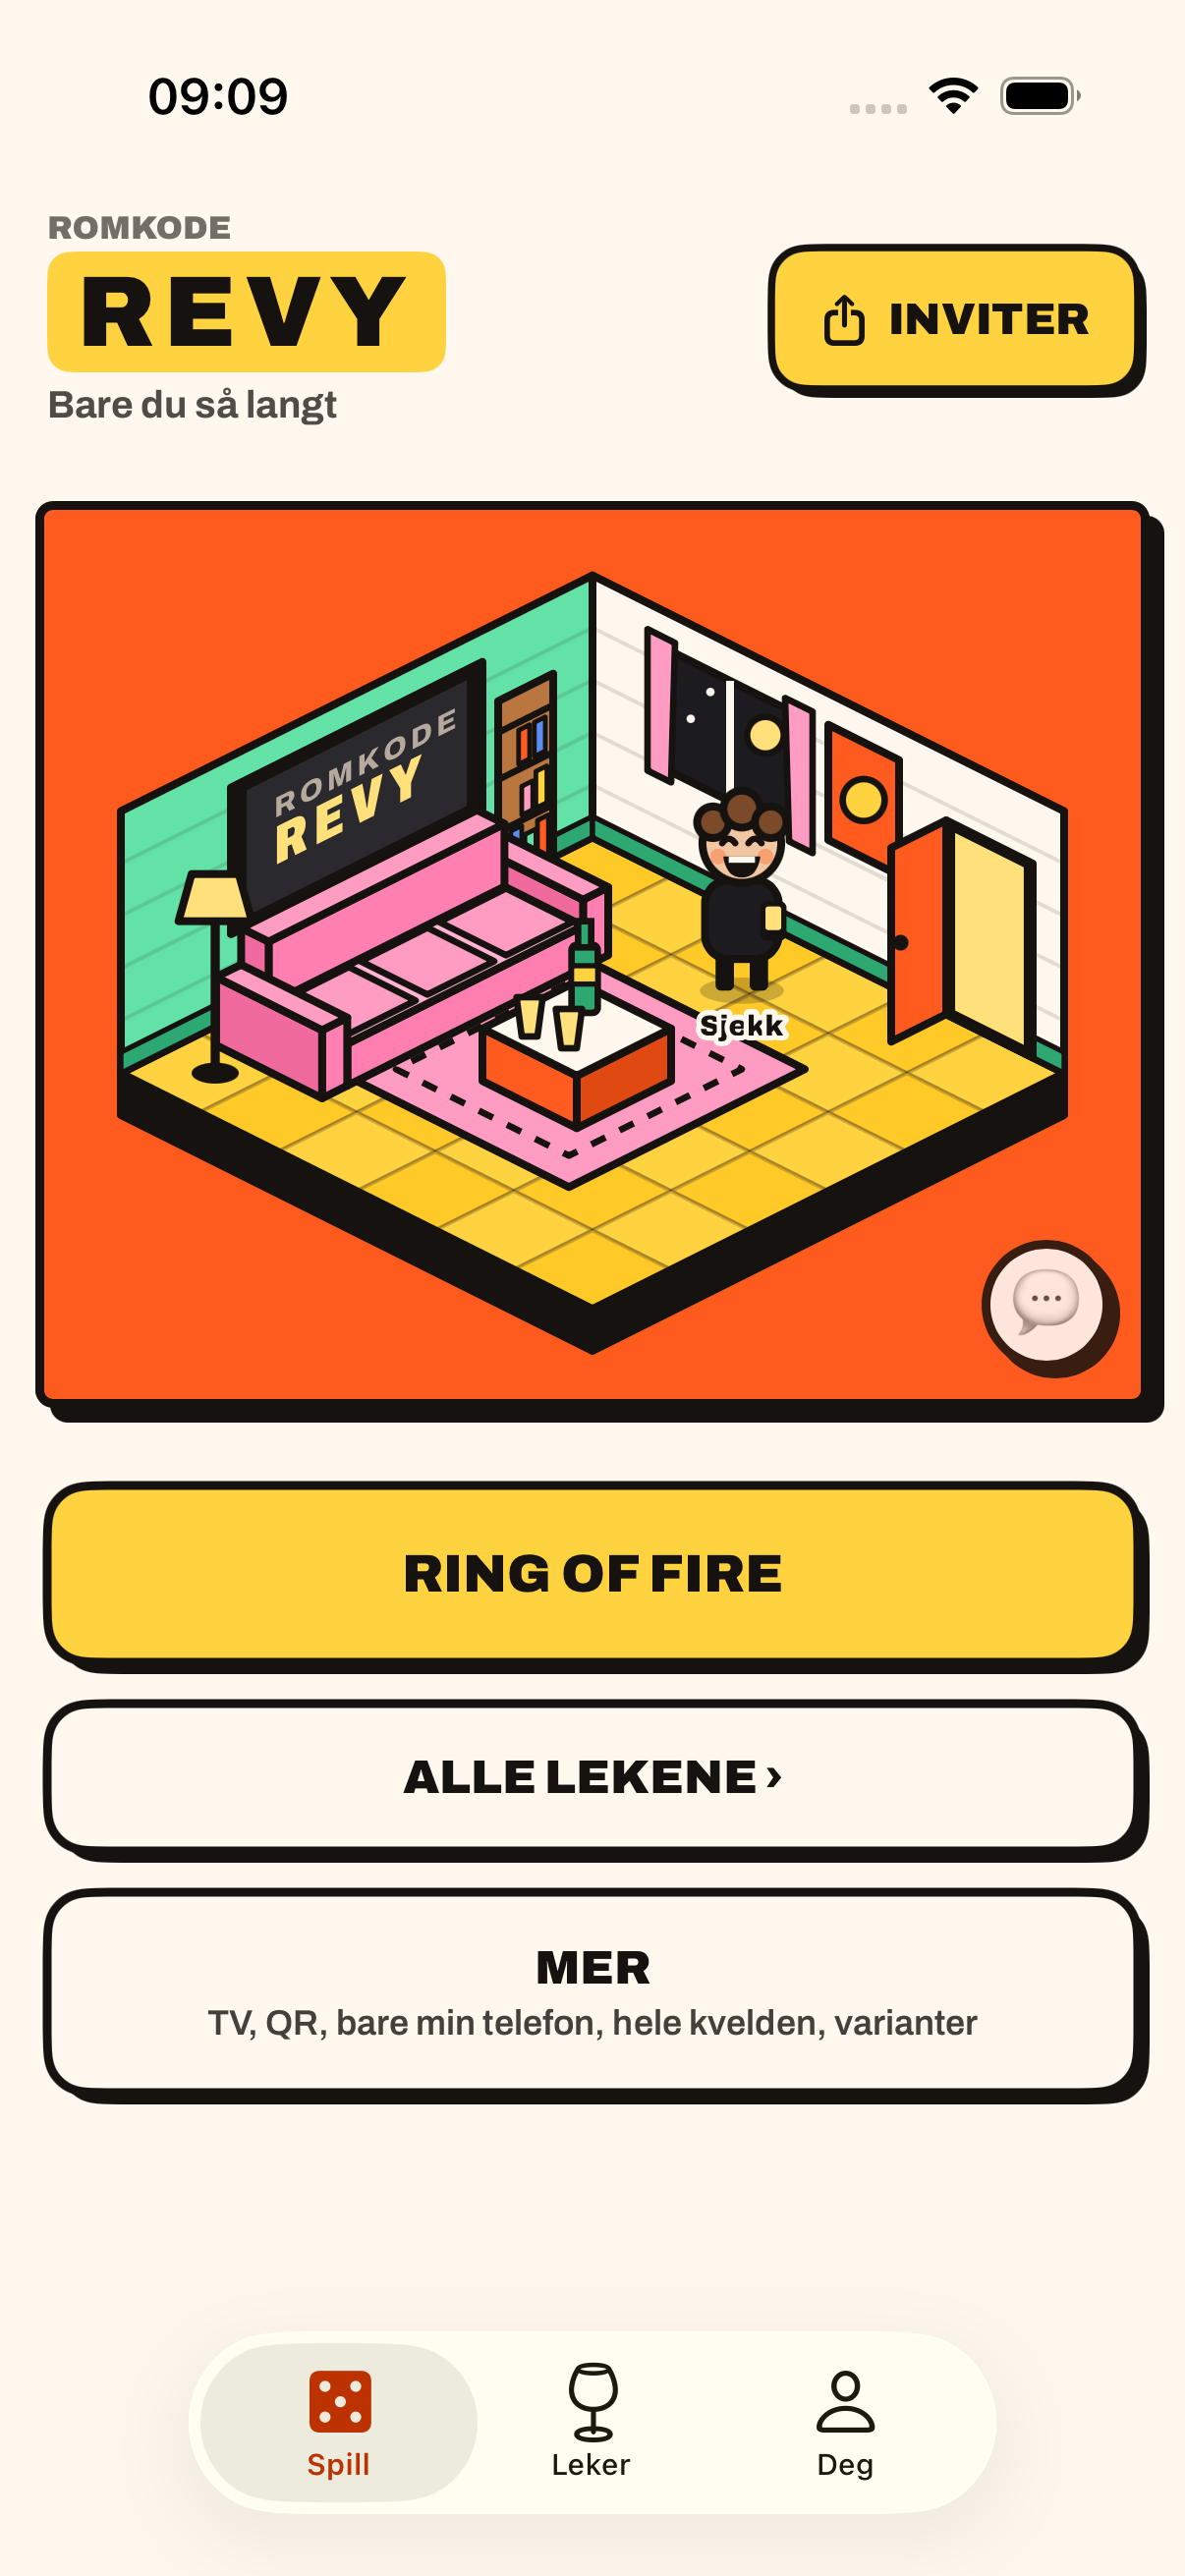 09:09
ROMKODE
REVY
Bare du så langt
INVITER
ROMKODE
REVY
Sjekk
RING OF FIRE
ALLE LEKENE ›
MER
TV, QR, bare min telefon, hele kvelden, varianter
Spill
Leker
Deg